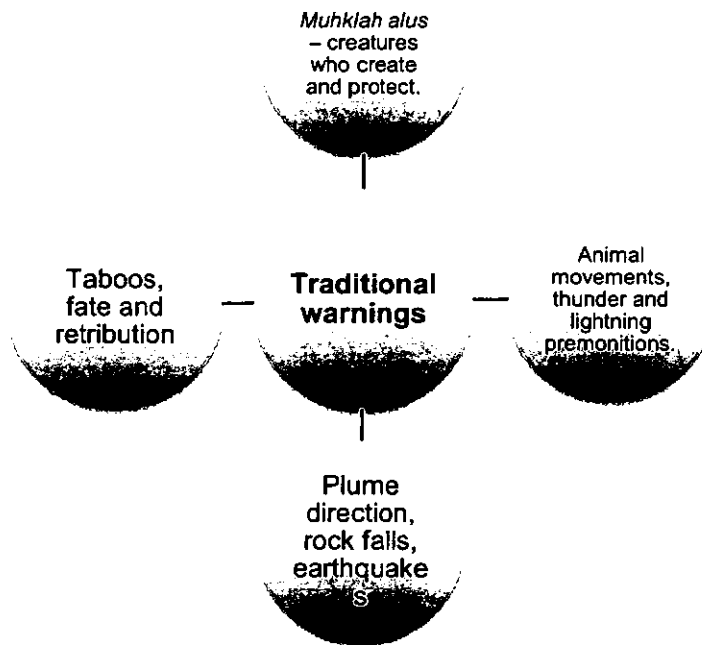 Muhklah alus
– creatures
who create
and protect.
Taboos,
fate and
retribution
Traditional
warnings
Animal
movements,
thunder and
lightning
premonitions.
Plume
direction,
rock falls,
earthquake
s